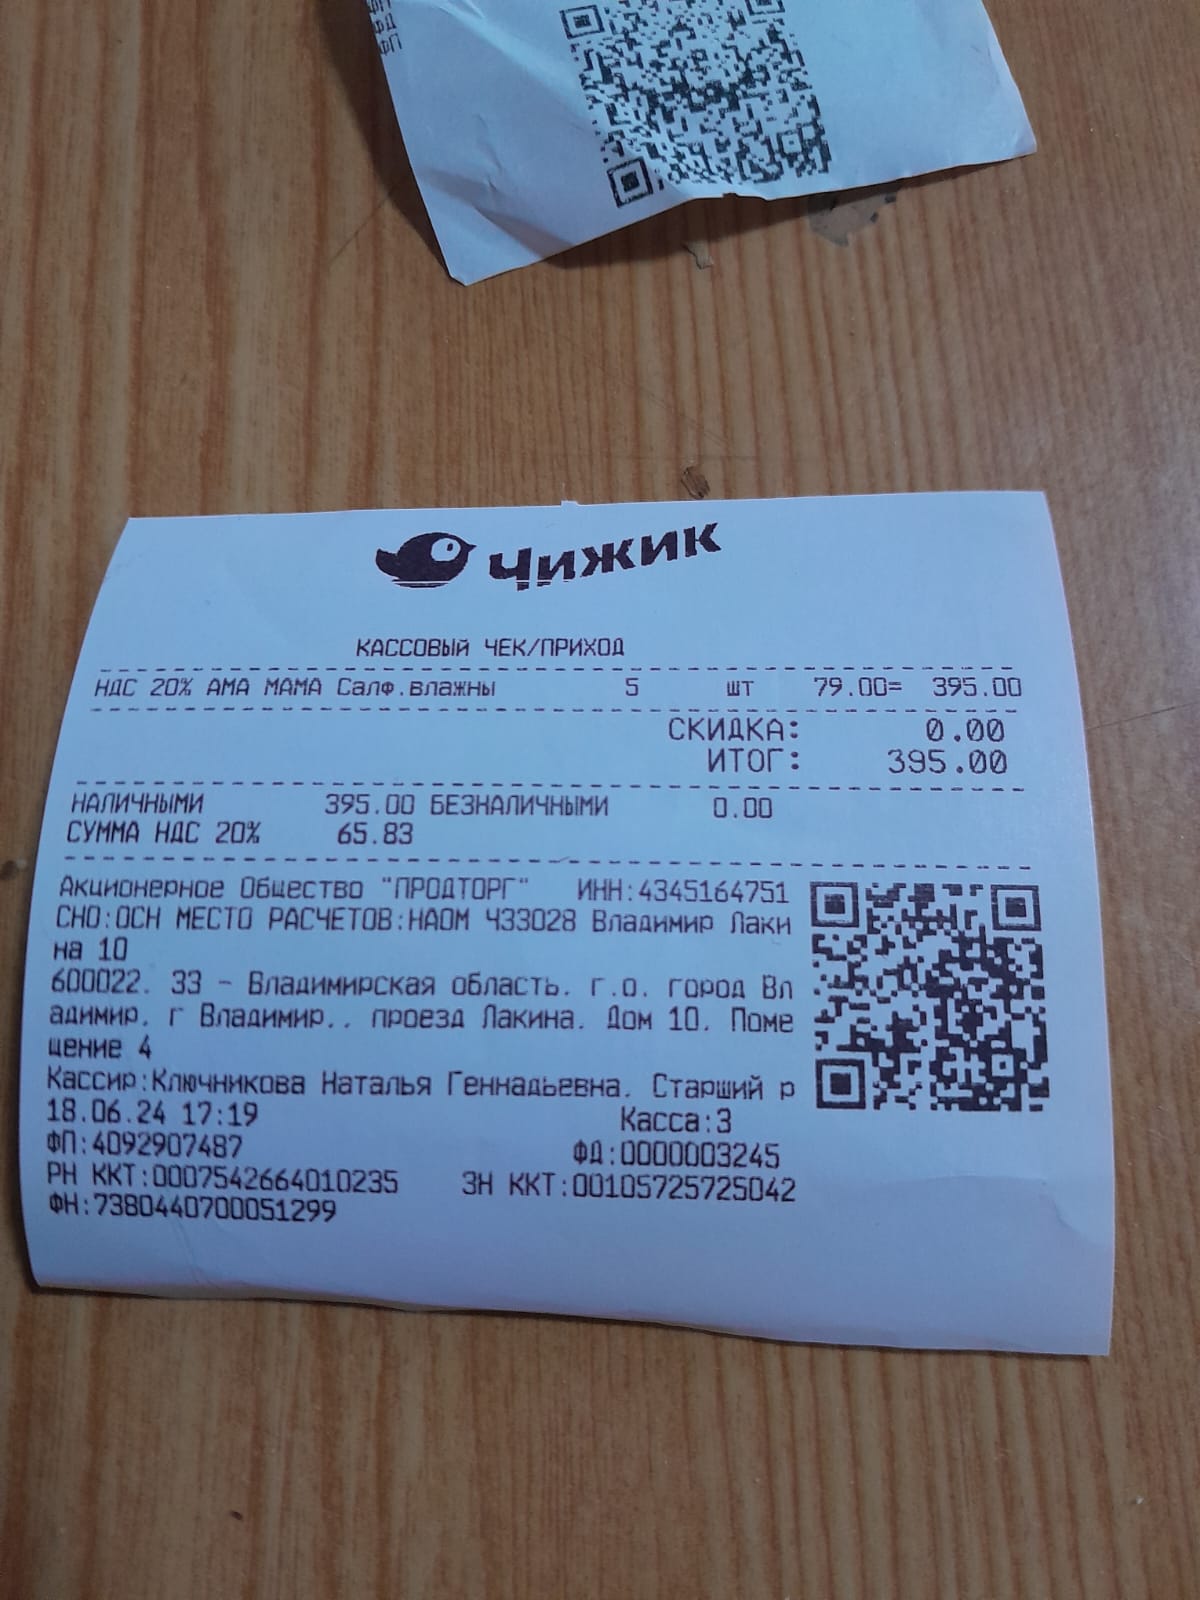 ФД
ФП
Чижик
КАССОВЫЙ ЧЕК/ПРИХОД
НДС 20% АМА МАМА Салф.влажны 5 шт 79.00= 395.00
СКИДКА: 0.00
ИТОГ: 395.00
НАЛИЧНЫМИ 395.00 БЕЗНАЛИЧНЫМИ 0.00
СУММА НДС 20% 65.83
Акционерное Общество "ПРОДТОРГ" ИНН:4345164751
СНО:ОСН МЕСТО РАСЧЕТОВ:НАОМ Ч33028 Владимир Лаки
на 10
600022. 33 - Владимирская область. г.о. город Вл
адимир. г Владимир.. проезд Лакина. Дом 10. Поме
щение 4
Кассир:Ключникова Наталья Геннадьевна. Старший р
18.06.24 17:19 Касса:3
ФП:4092907487 ФД:0000003245
РН ККТ:0007542664010235 ЗН ККТ:00105725725042
ФН:7380440700051299